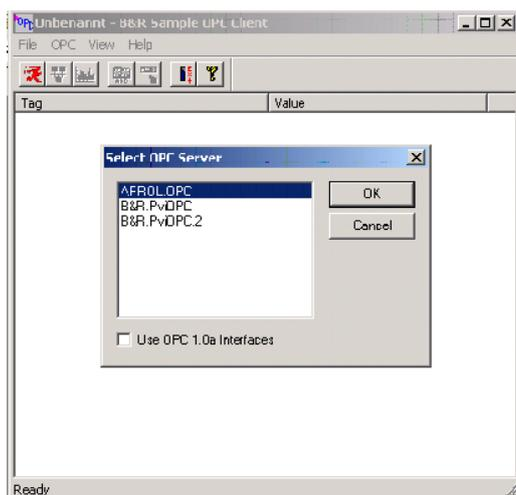 Unbenannt - B&R Sample OPC Client
File OPC View Help
Tag Value
Select OPC Server
AFROL.OPC
B&R.PviOPC
B&R.PviOPC.2
OK
Cancel
Use OPC 1.0a Interfaces
Ready